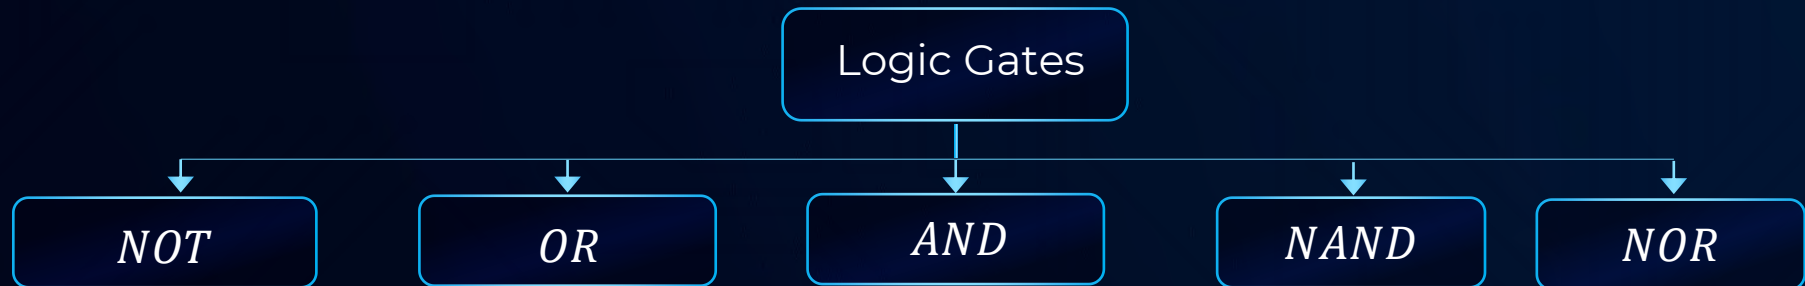 Logic Gates
NOT
OR
AND
NAND
NOR